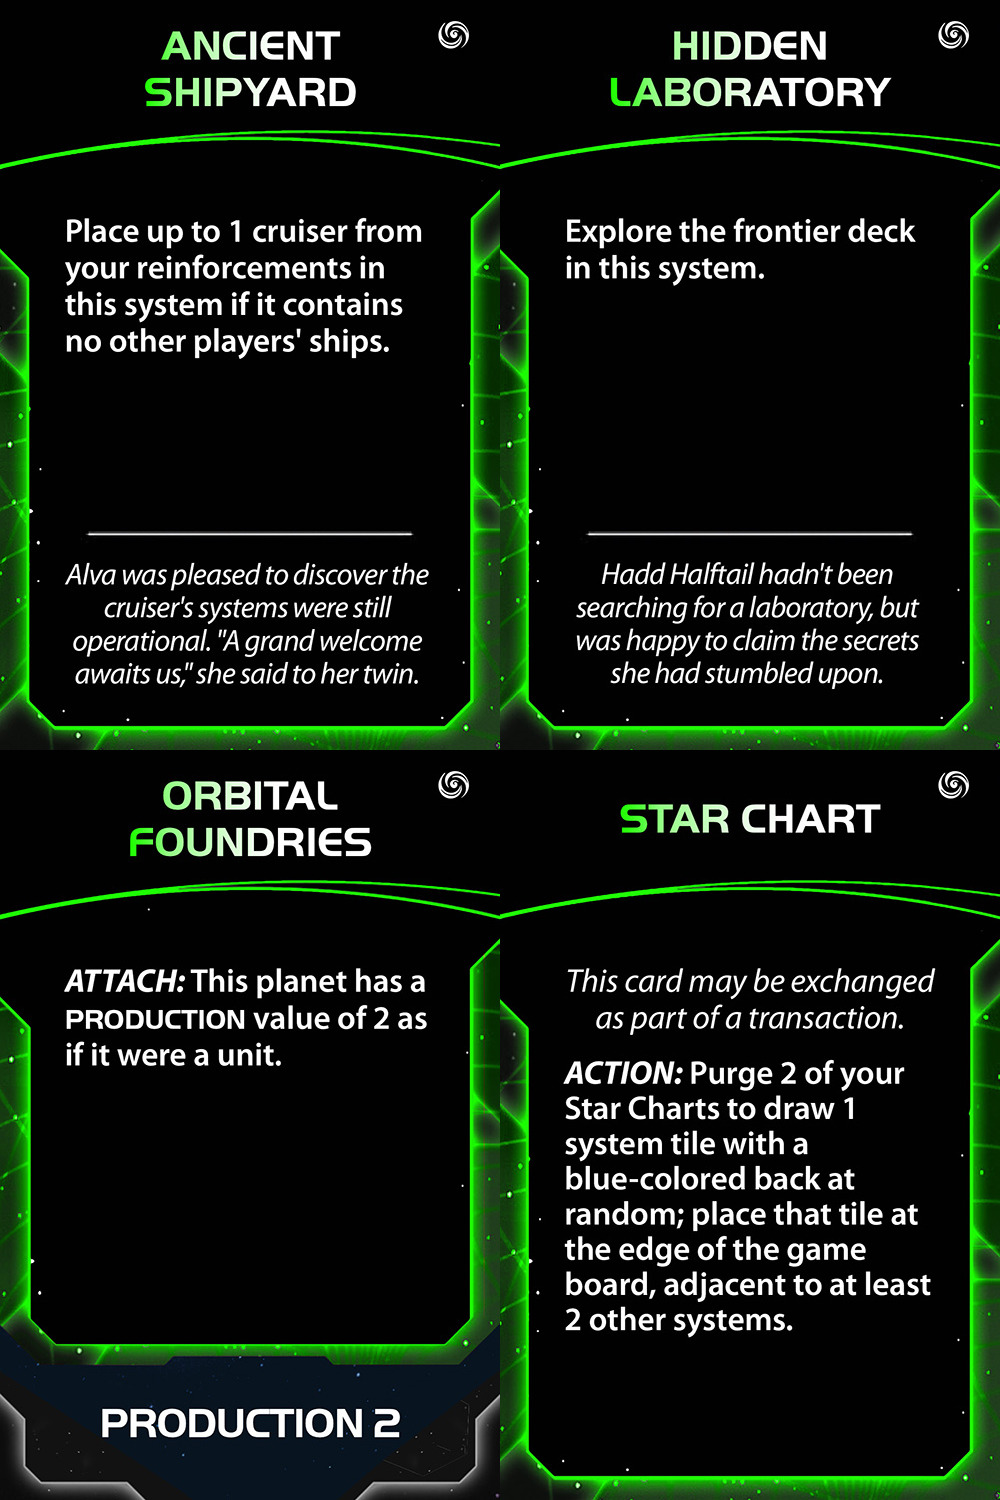 ANCIENT
SHIPYARD
Place up to 1 cruiser from
your reinforcements in
this system if it contains
no other players' ships.
Alva was pleased to discover the
cruiser's systems were still
operational. "A grand welcome
awaits us," she said to her twin.
HIDDEN
LABORATORY
Explore the frontier deck
in this system.
Hadd Halftail hadn't been
searching for a laboratory, but
was happy to claim the secrets
she had stumbled upon.
ORBITAL
FOUNDRIES
ATTACH: This planet has a
PRODUCTION value of 2 as
if it were a unit.
PRODUCTION 2
STAR CHART
This card may be exchanged
as part of a transaction.
ACTION: Purge 2 of your
Star Charts to draw 1
system tile with a
blue-colored back at
random; place that tile at
the edge of the game
board, adjacent to at least
2 other systems.